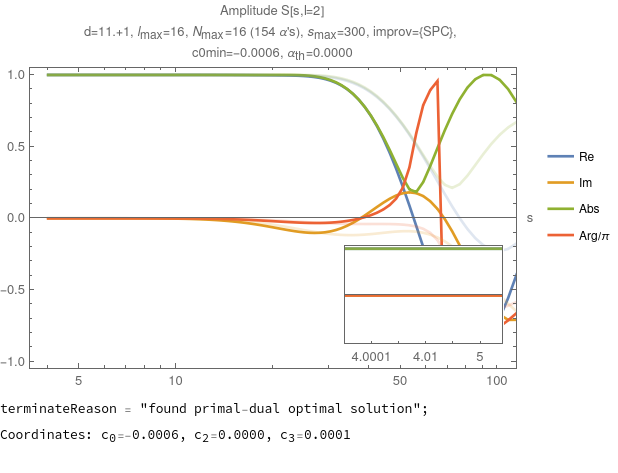 Amplitude S[s,l=2]
d=11.+1, lmax=16, Nmax=16 (154 α's), smax=300, improv={SPC},
c0min=-0.0006, αth=0.0000
1.0
0.5
0.0
-0.5
-1.0
s
Re
Im
Abs
Arg/π
4.0001 4.01 5
5 10 50 100
terminateReason = "found primal-dual optimal solution";
Coordinates: c0=-0.0006, c2=0.0000, c3=0.0001